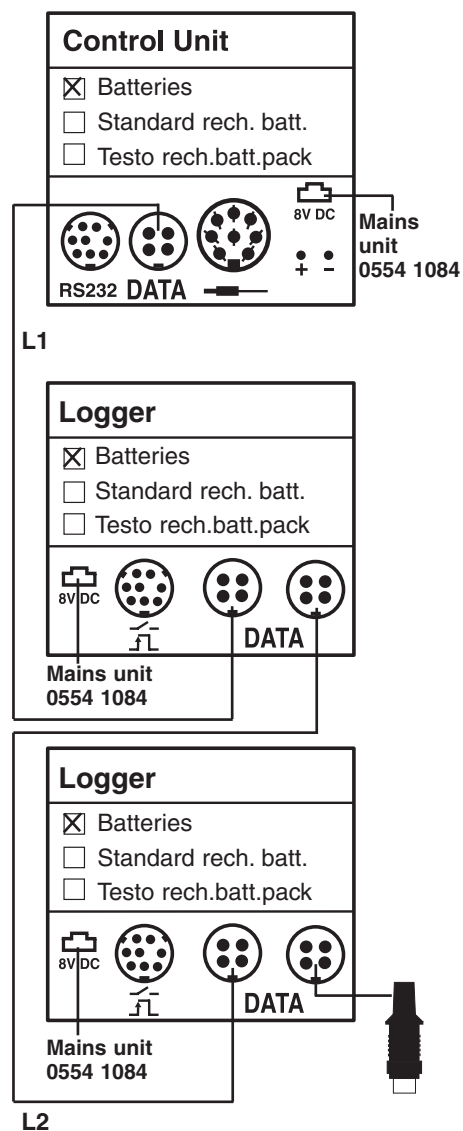 Control Unit
Batteries
Standard rech. batt.
Testo rech.batt.pack
8V DC
Mains
unit
0554 1084
+ –
RS232 DATA
L1
Logger
Batteries
Standard rech. batt.
Testo rech.batt.pack
8V DC
DATA
Mains unit
0554 1084
Logger
Batteries
Standard rech. batt.
Testo rech.batt.pack
8V DC
DATA
Mains unit
0554 1084
L2